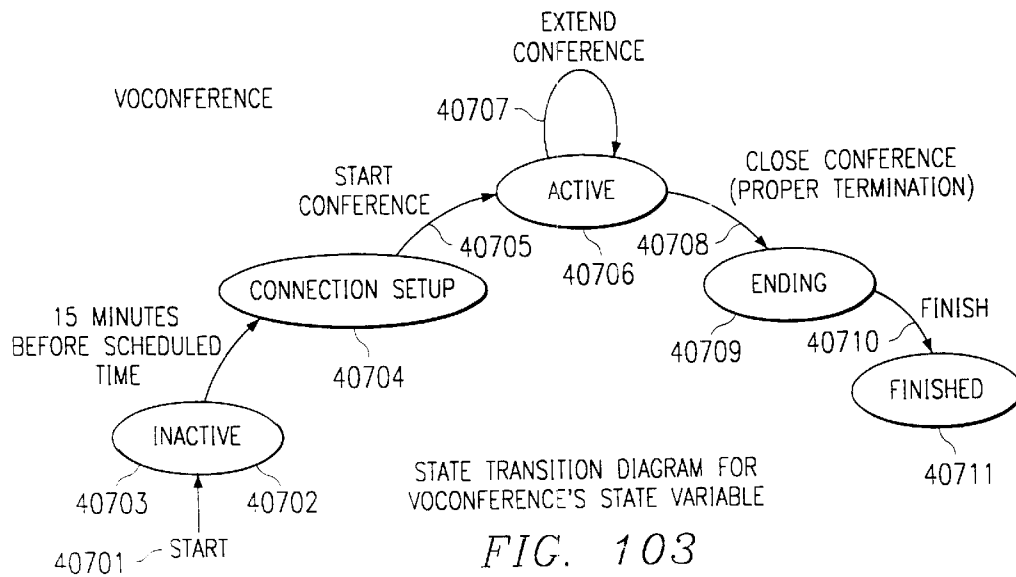 EXTEND
CONFERENCE
VOCONFERENCE
40707
START
CONFERENCE
CLOSE CONFERENCE
(PROPER TERMINATION)
ACTIVE
40705
40706
40708
CONNECTION SETUP
ENDING
15 MINUTES
BEFORE SCHEDULED
TIME
40704
40709
40710
FINISH
FINISHED
INACTIVE
40703
40702
40711
STATE TRANSITION DIAGRAM FOR
VOCONFERENCE'S STATE VARIABLE
40701
START
FIG. 103